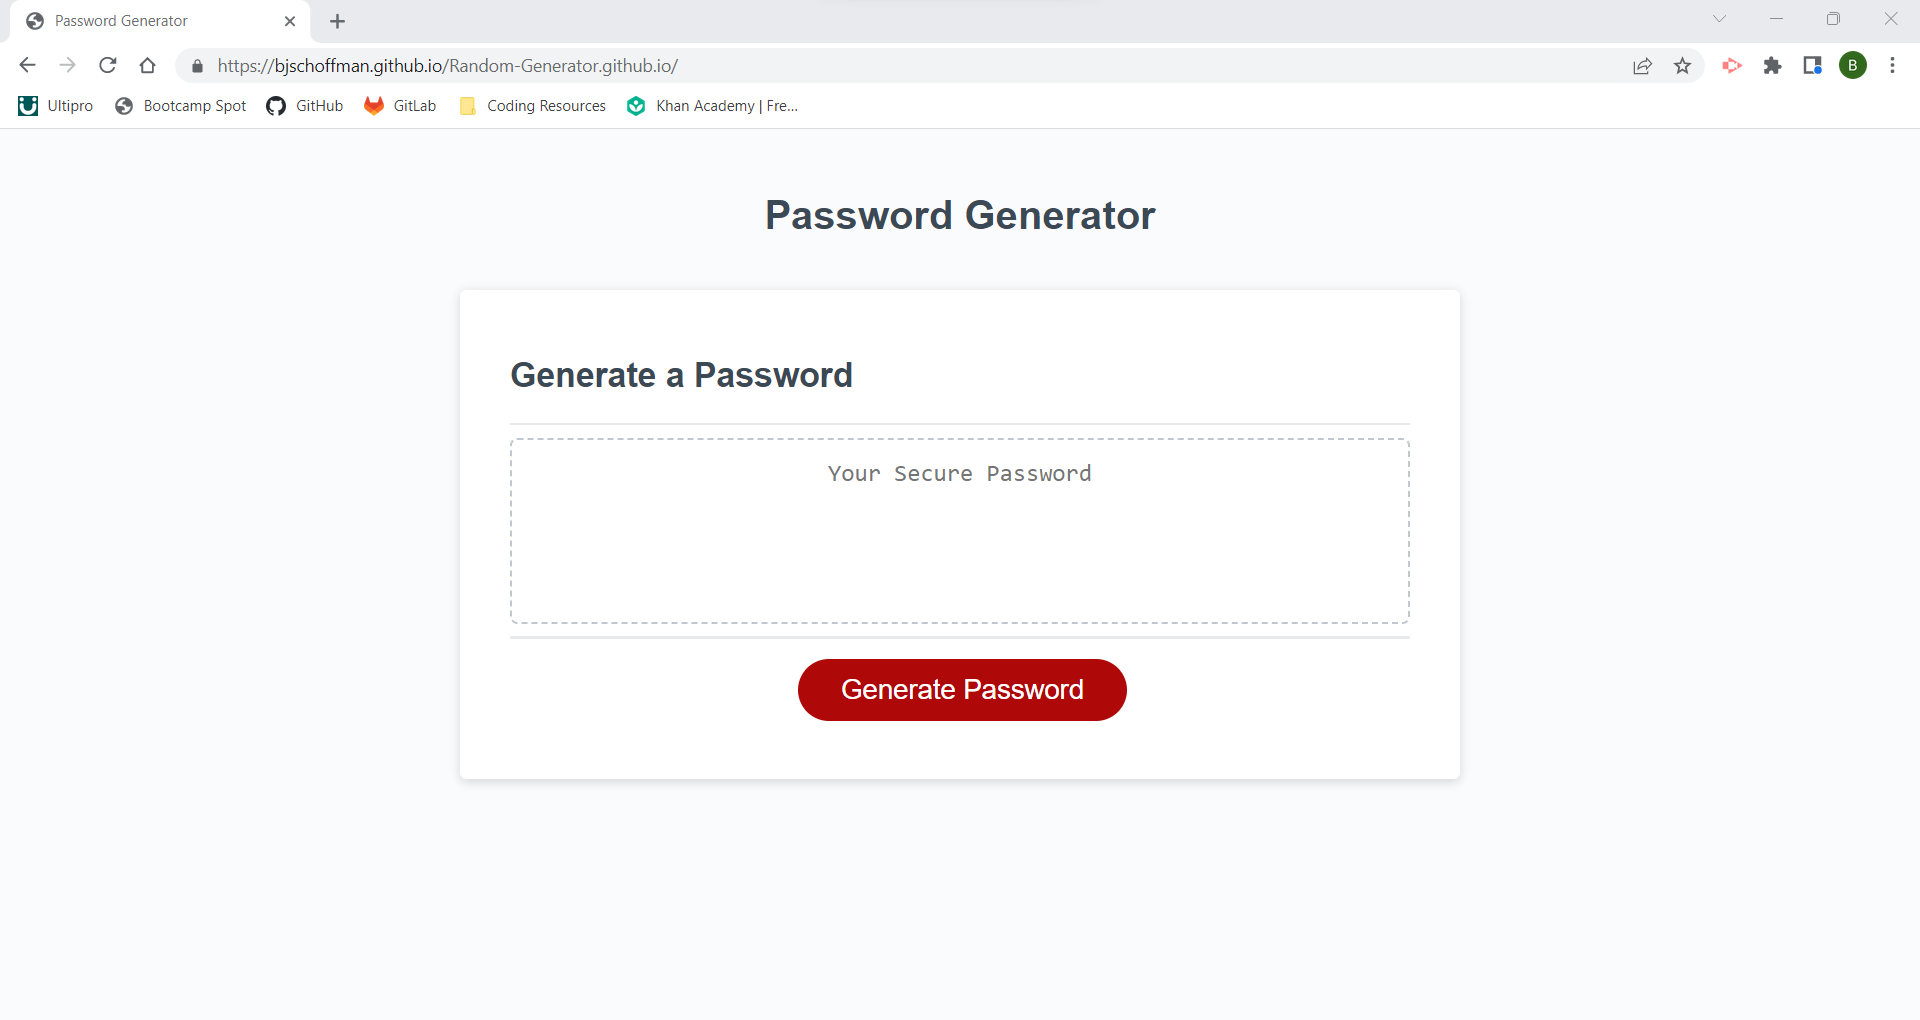 Password Generator
https://bjschoffman.github.io/Random-Generator.github.io/
B
Ultipro
Bootcamp Spot
GitHub
GitLab
Coding Resources
Khan Academy | Fre...
Password Generator
Generate a Password
Your Secure Password
Generate Password